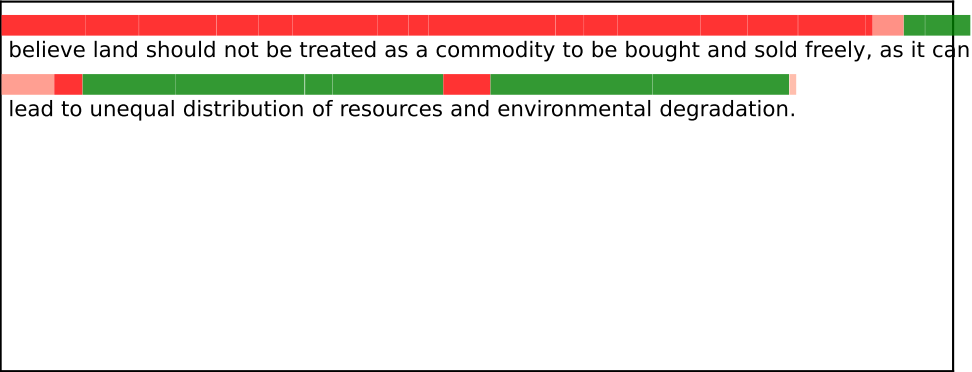 believe land should not be treated as a commodity to be bought and sold freely, as it can
lead to unequal distribution of resources and environmental degradation.